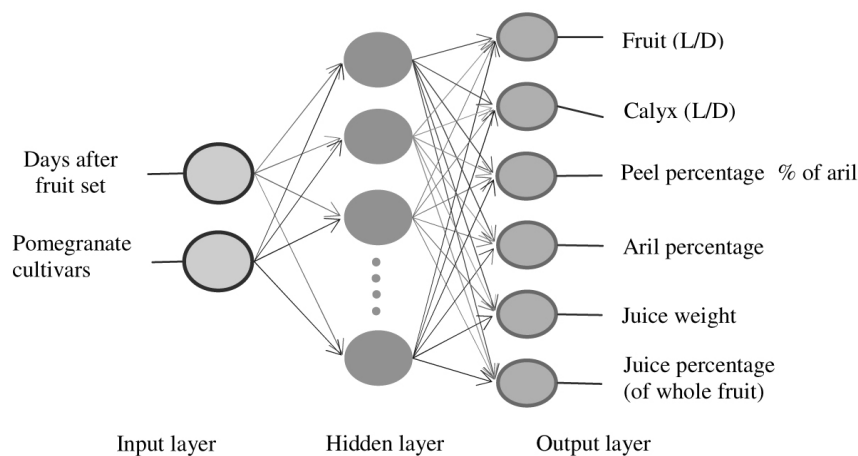 Days after
fruit set
Pomegranate
cultivars
Fruit (L/D)
Calyx (L/D)
Peel percentage % of aril
Aril percentage
Juice weight
Juice percentage
(of whole fruit)
Input layer
Hidden layer
Output layer